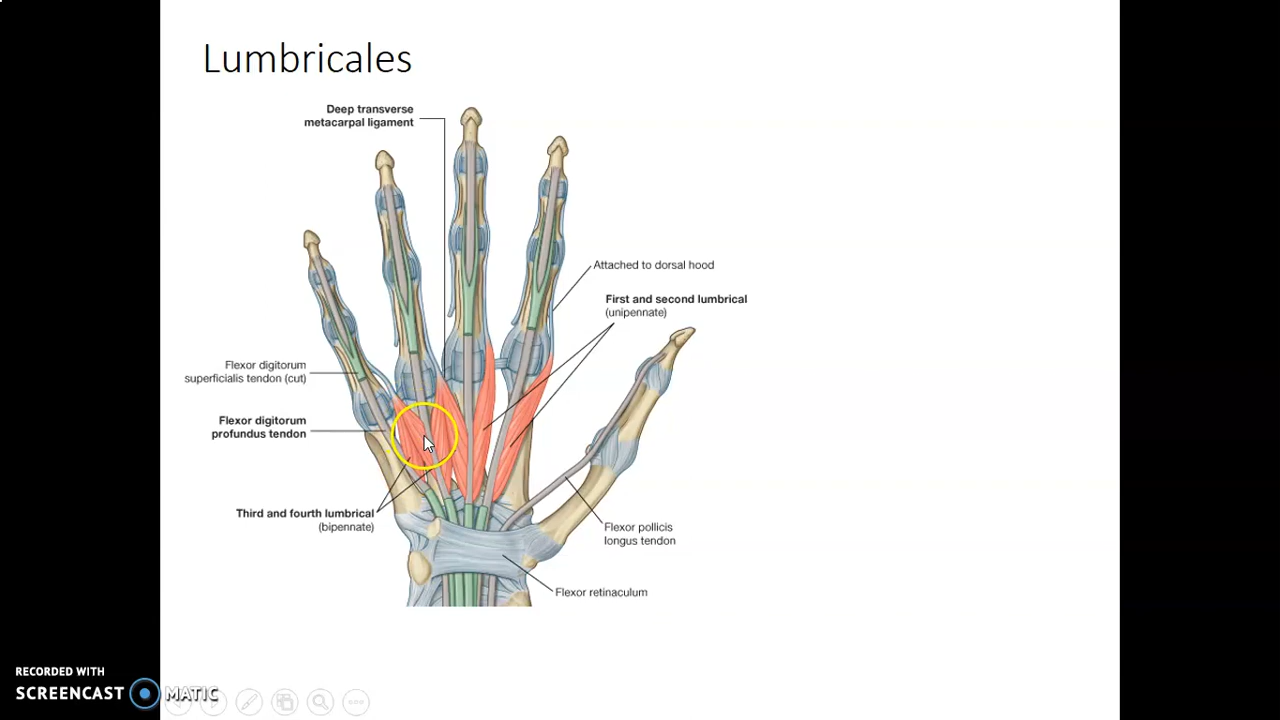 Lumbricales
Deep transverse
metacarpal ligament
Attached to dorsal hood
First and second lumbrical
(unipennate)
Flexor digitorum
superficialis tendon (cut)
Flexor digitorum
profundus tendon
Third and fourth lumbrical
(bipennate)
Flexor pollicis
longus tendon
Flexor retinaculum
RECORDED WITH
SCREENCAST MATIC